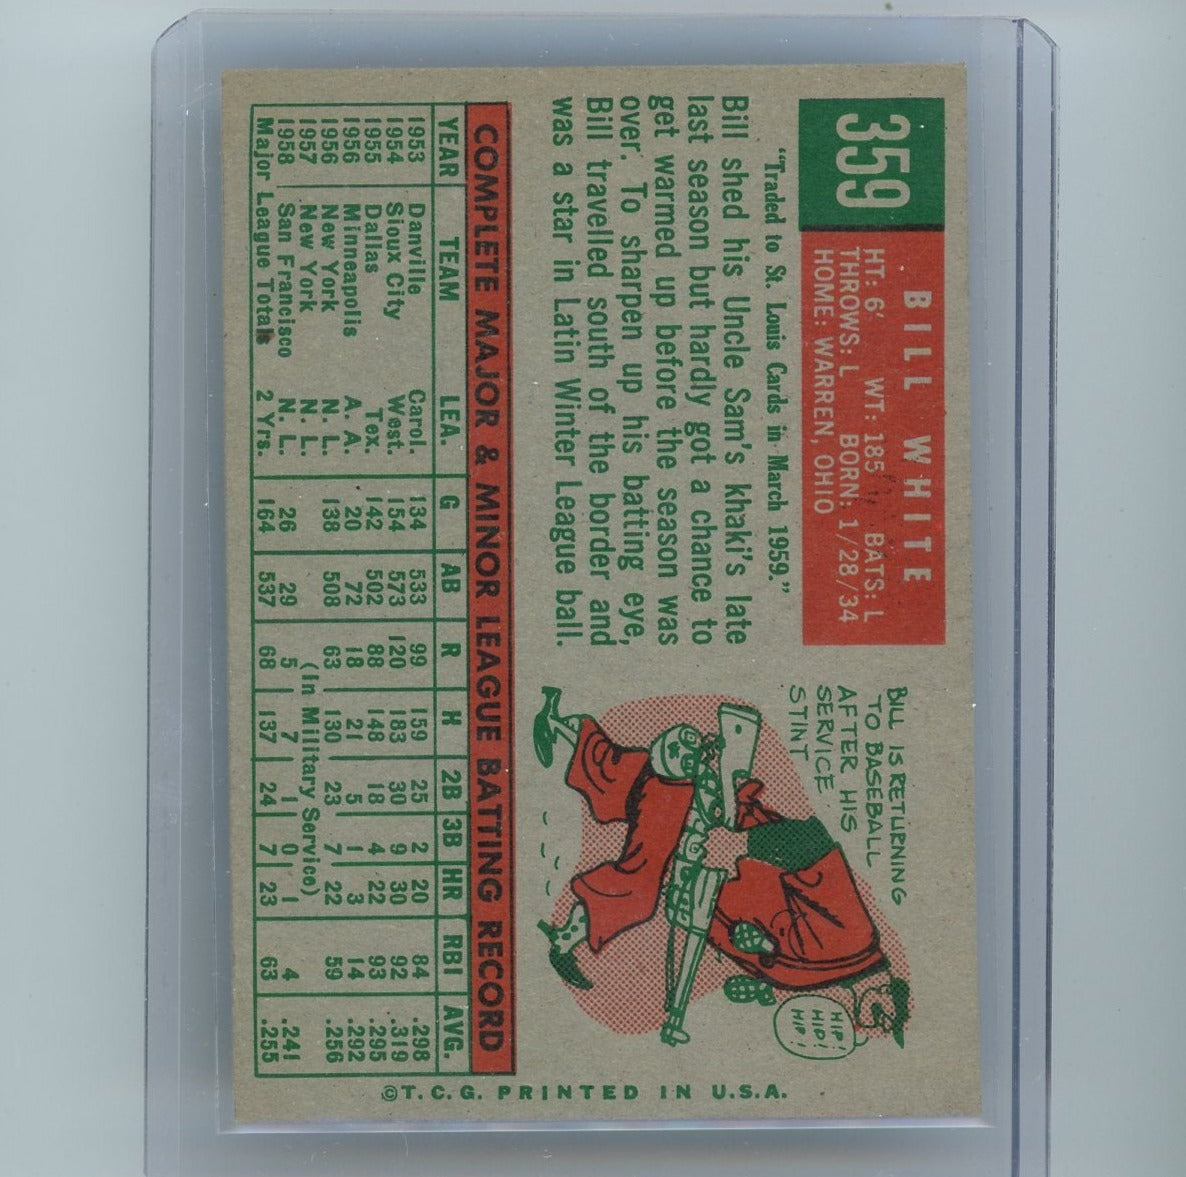 359
BILL WHITE
HT: 6′ WT: 185 BATS: L
THROWS: L BORN: 1/28/34
HOME: WARREN, OHIO
"Traded to St. Louis Cards in March 1959."
Bill shed his Uncle Sam's khaki's late
last season but hardly got a chance to
get warmed up before the season was
over. To sharpen up his batting eye,
Bill travelled south of the border and
was a star in Latin Winter League ball.
BILL IS RETURNING
TO BASEBALL
AFTER HIS
SERVICE
STINT
HIP!
HIP!
HIP!
COMPLETE MAJOR & MINOR LEAGUE BATTING RECORD
YEAR TEAM LEA. G AB R H 2B 3B HR RBI AVG.
1953 Danville Carol. 134 533 99 159 25 2 20 84 .298
1954 Sioux City West. 154 573 120 183 30 9 30 92 .319
1955 Dallas Tex. 142 502 88 148 18 4 22 93 .295
1956 Minneapolis A. A. 20 72 18 21 5 1 3 14 .292
1956 New York N. L. 138 508 63 130 23 7 22 59 .256
1957 New York N. L. (In Military Service)
1958 San Francisco N. L. 26 29 5 7 1 0 1 4 .241
Major League Totals 2 Yrs. 164 537 68 137 24 7 23 63 .255
©T. C. G. PRINTED IN U.S.A.